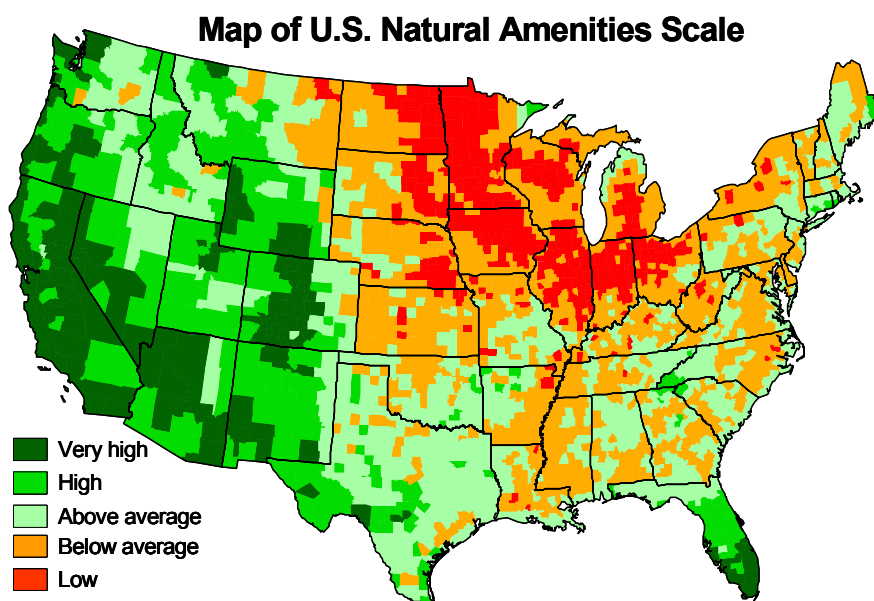 Map of U.S. Natural Amenities Scale
Very high
High
Above average
Below average
Low